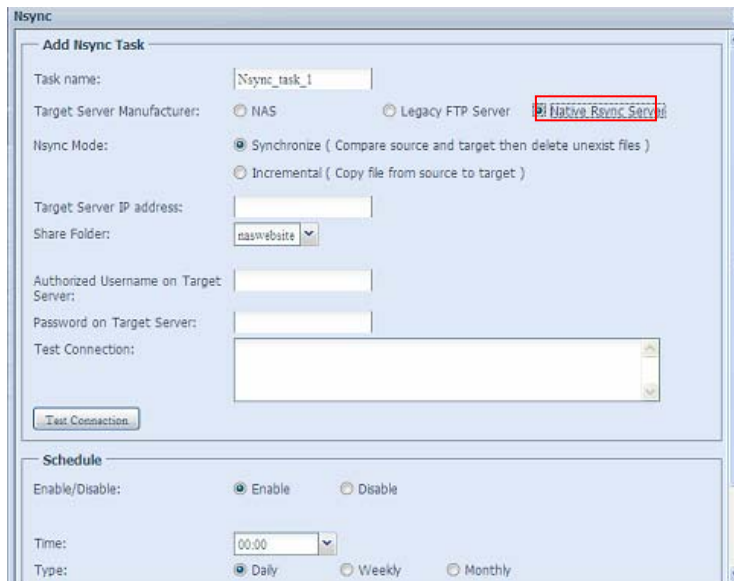 Nsync
Add Nsync Task
Task name: Nsync_task_1
Target Server Manufacturer: NAS Legacy FTP Server Native Rsync Server
Nsync Mode: Synchronize ( Compare source and target then delete unexist files )
Incremental ( Copy file from source to target )
Target Server IP address:
Share Folder: naswebsite
Authorized Username on Target
Server:
Password on Target Server:
Test Connection:
Test Connection
Schedule
Enable/Disable: Enable Disable
Time: 00:00
Type: Daily Weekly Monthly